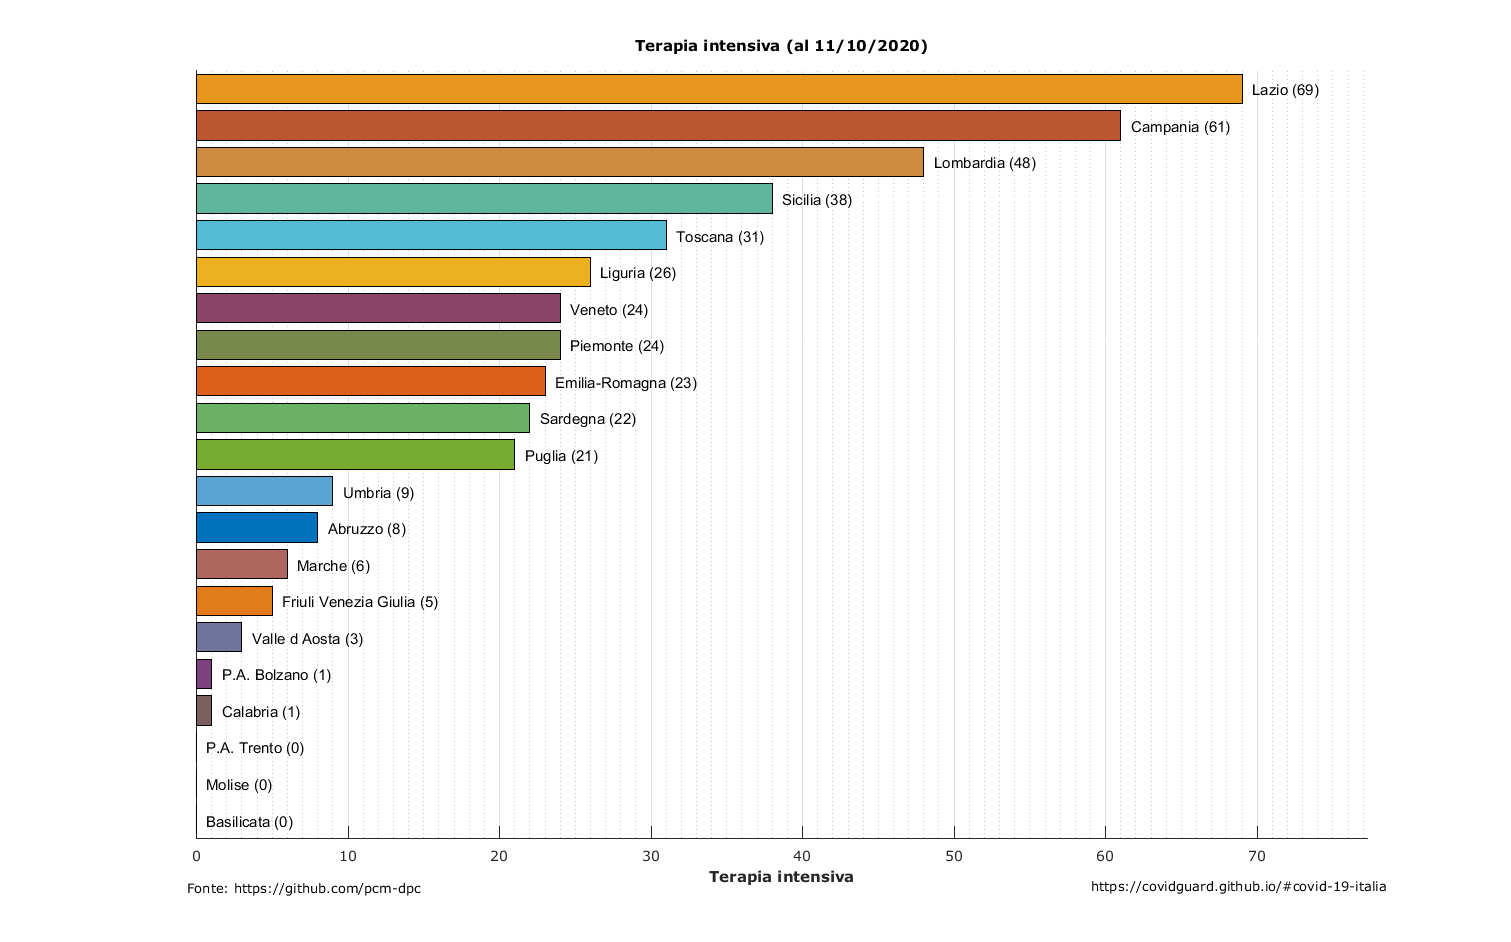 Terapia intensiva (al 11/10/2020)
Lazio (69)
Campania (61)
Lombardia (48)
Sicilia (38)
Toscana (31)
Liguria (26)
Veneto (24)
Piemonte (24)
Emilia-Romagna (23)
Sardegna (22)
Puglia (21)
Umbria (9)
Abruzzo (8)
Marche (6)
Friuli Venezia Giulia (5)
Valle d Aosta (3)
P.A. Bolzano (1)
Calabria (1)
P.A. Trento (0)
Molise (0)
Basilicata (0)
0 10 20 30 40 50 60 70
Terapia intensiva
Fonte: https://github.com/pcm-dpc
https://covidguard.github.io/#covid-19-italia